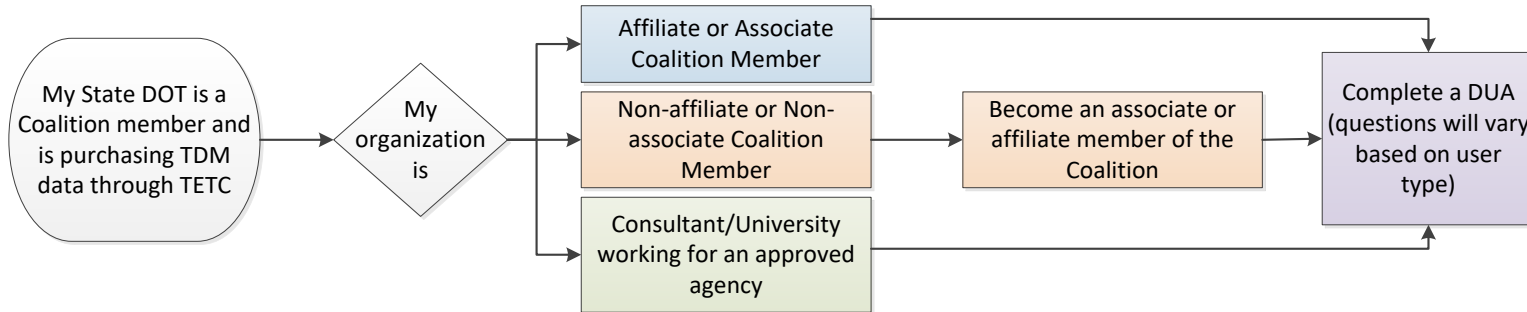 My State DOT is a
Coalition member and
is purchasing TDM
data through TETC
My
organization
is
Affiliate or Associate
Coalition Member
Non-affiliate or Non-
associate Coalition
Member
Consultant/University
working for an approved
agency
Become an associate or
affiliate member of the
Coalition
Complete a DUA
(questions will vary
based on user
type)